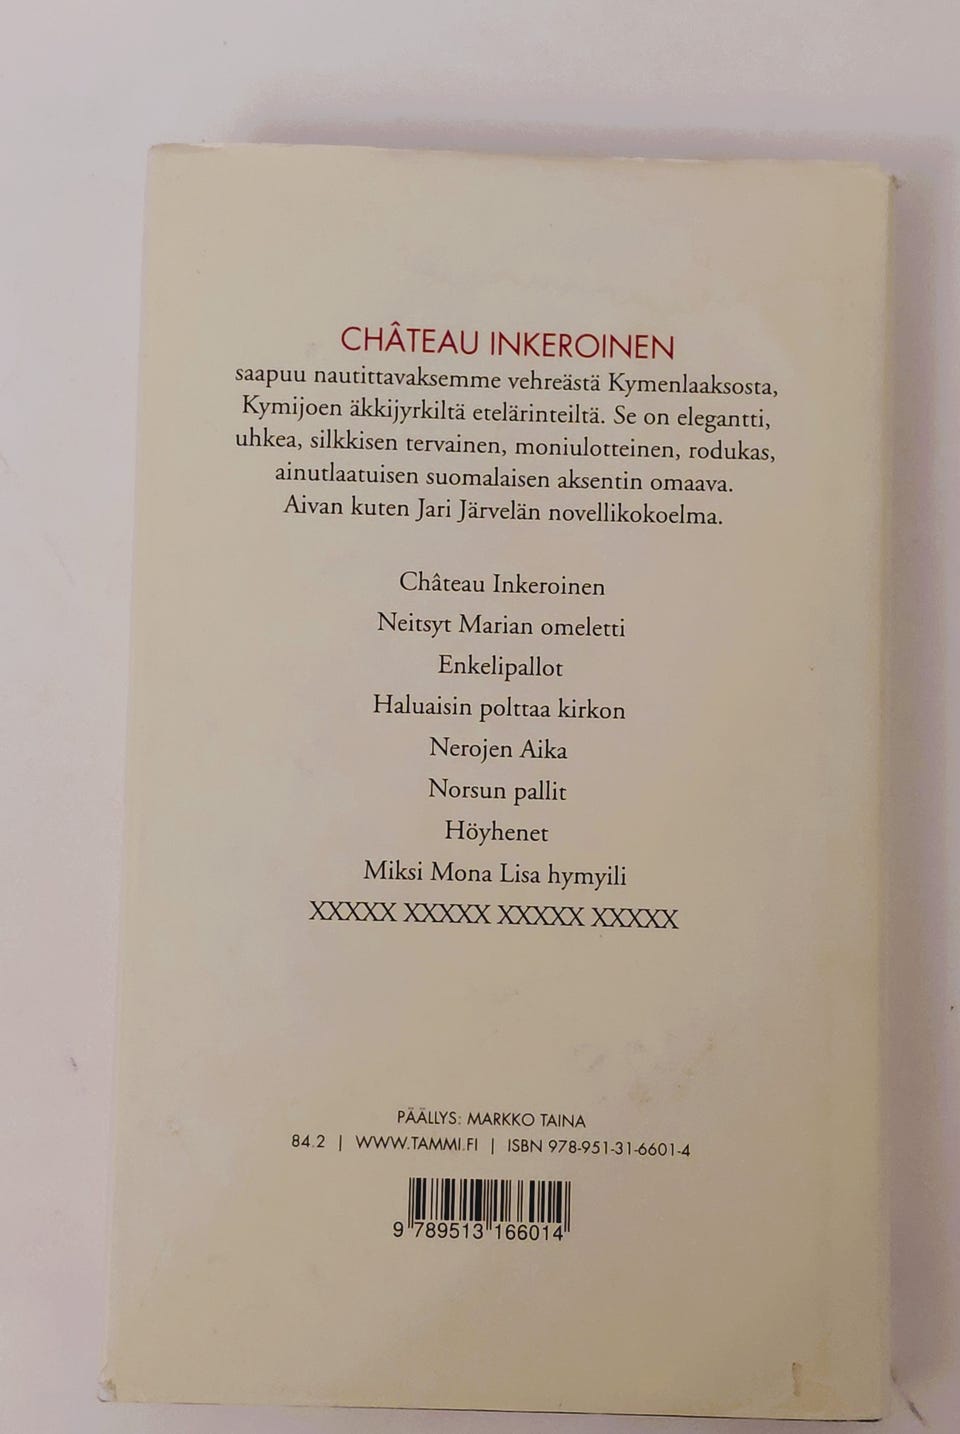 CHÂTEAU INKEROINEN
saapuu nautittavaksemme vehreästä Kymenlaaksosta,
Kymijoen äkkijyrkiltä etelärinteiltä. Se on elegantti,
uhkea, silkkisen tervainen, moniulotteinen, rodukas,
ainutlaatuisen suomalaisen aksentin omaava.
Aivan kuten Jari Järvelän novellikokoelma.
Château Inkeroinen
Neitsyt Marian omeletti
Enkelipallot
Haluaisin polttaa kirkon
Nerojen Aika
Norsun pallit
Höyhenet
Miksi Mona Lisa hymyili
XXXXX XXXXX XXXXX XXXXX
PÄÄLLYS: MARKKO TAINA
84.2 | WWW.TAMMI.FI | ISBN 978-951-31-6601-4
9 789513 166014